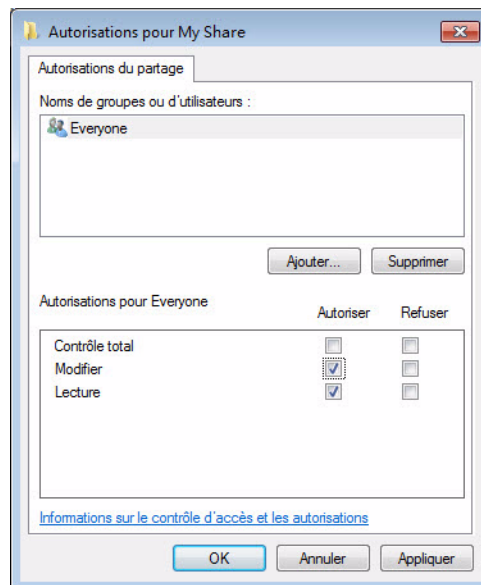 Autorisations pour My Share
Autorisations du partage
Noms de groupes ou d'utilisateurs :
Everyone
Ajouter... Supprimer
Autorisations pour Everyone Autoriser Refuser
Contrôle total
Modifier
Lecture
Informations sur le contrôle d'accès et les autorisations
OK Annuler Appliquer